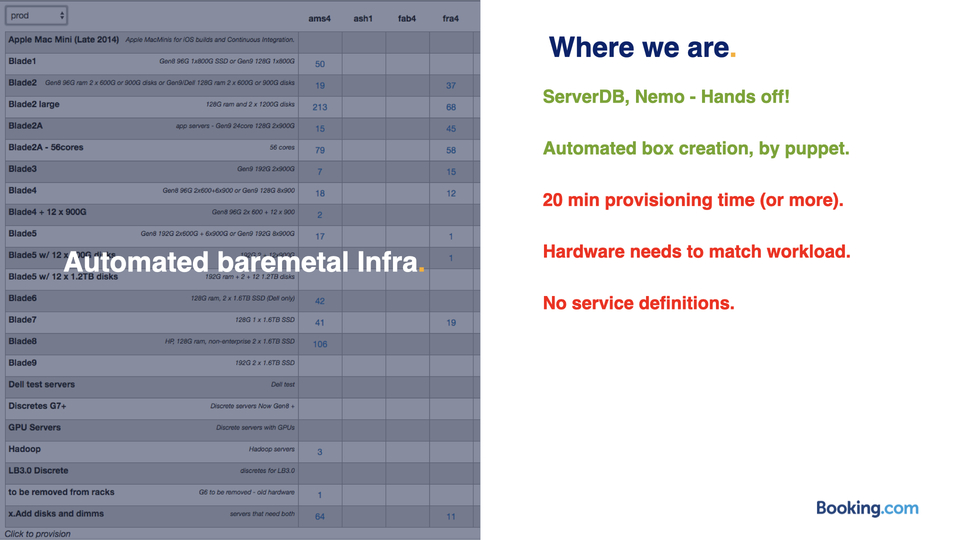 prod
ams4 ash1 fab4 fra4
Apple Mac Mini (Late 2014) Apple MacMinis for iOS builds and Continuous Integration.
Blade1 Gen8 96G 1x800G SSD or Gen9 128G 1x800G 50
Blade2 Gen8 96G ram 2 x 600G or 900G disks or Gen9/Dell 128G ram 2 x 600G or 900G disks 19 37
Blade2 large 128G ram and 2 x 1200G disks 213 68
Blade2A app servers - Gen9 24core 128G 2x900G 15 45
Blade2A - 56cores 56 cores 79 58
Blade3 Gen9 192G 2x900G 7 15
Blade4 Gen8 96G 2x600+6x900 or Gen9 128G 8x900 18 12
Blade4 + 12 x 900G Gen8 96G 2x 600 + 12 x 900 2
Blade5 Gen8 192G 2x600G + 6x900G or Gen9 192G 8x900G 17 1
Blade5 w/ 12 x 1
Automated baremetal Infra.
Blade5 w/ 12 x 1.2TB disks 192G ram + 2 + 12 1.2TB disks
Blade6 128G ram, 2 x 1.6TB SSD (Dell only) 42
Blade7 128G 1 x 1.6TB SSD 41 19
Blade8 HP, 128G ram, non-enterprise 2 x 1.6TB SSD 106
Blade9 192G 2 x 1.6TB SSD
Dell test servers Dell test
Discretes G7+ Discrete servers Now Gen8 +
GPU Servers Discrete servers with GPUs
Hadoop Hadoop servers 3
LB3.0 Discrete discretes for LB3.0
to be removed from racks G6 to be removed - old hardware 1
x.Add disks and dimms servers that need both 64 11
Click to provision
Where we are.
ServerDB, Nemo - Hands off!
Automated box creation, by puppet.
20 min provisioning time (or more).
Hardware needs to match workload.
No service definitions.
Booking.com